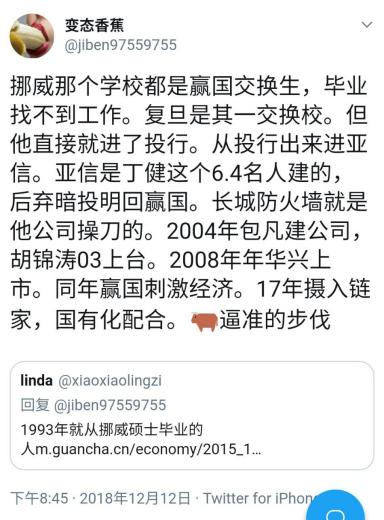 变态香蕉
@jiben97559755
挪威那个学校都是赢国交换生，毕业
找不到工作。复旦是其一交换校。但
他直接就进了投行。从投行出来进亚
信。亚信是丁健这个6.4名人建的，
后弃暗投明回赢国。长城防火墙就是
他公司操刀的。2004年包凡建公司，
胡锦涛03上台。2008年年华兴上
市。同年赢国刺激经济。17年摄入链
家，国有化配合。🐂逼准的步伐
linda @xiaoxiaolingzi
回复 @jiben97559755
1993年就从挪威硕士毕业的
人m.guancha.cn/economy/2015_1…
下午8:45 · 2018年12月12日 · Twitter for iPhon